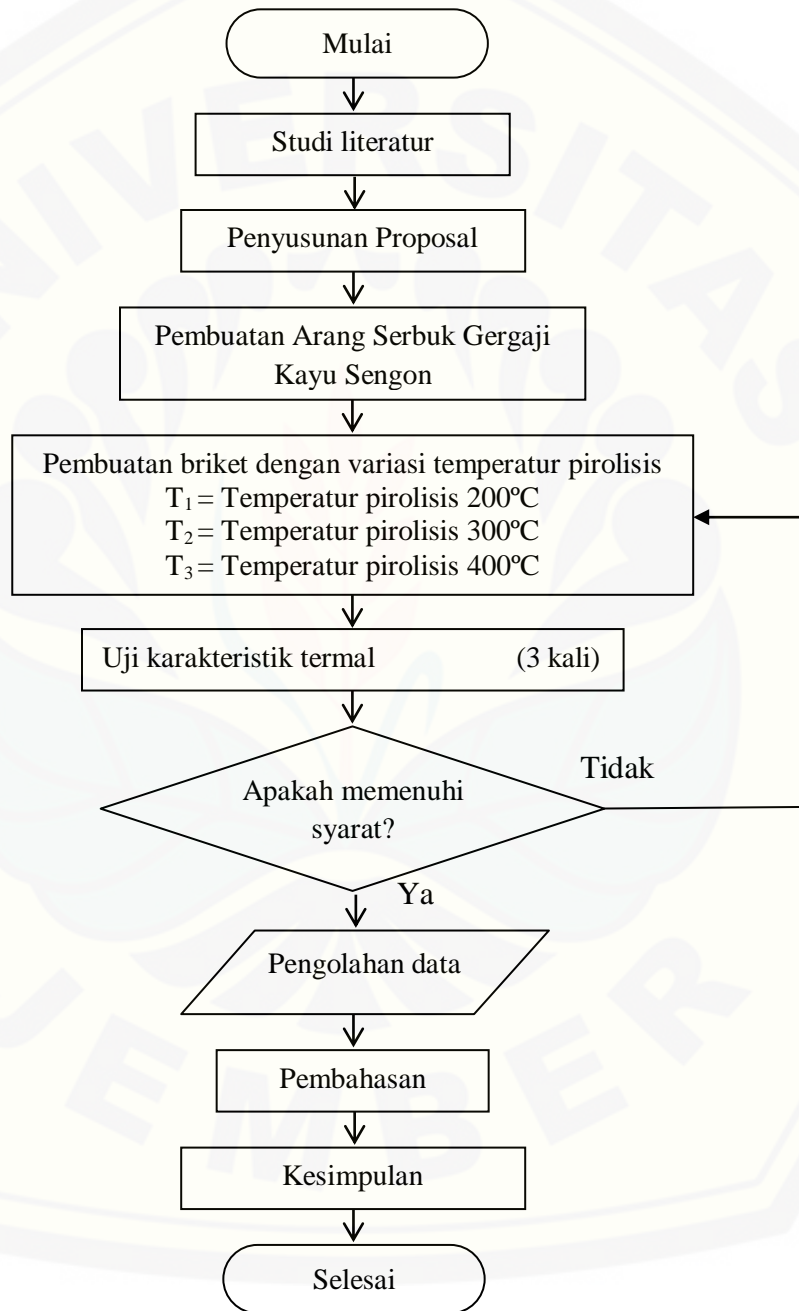 UNIVERSITAS
Mulai
Studi literatur
Penyusunan Proposal
Pembuatan Arang Serbuk Gergaji
Kayu Sengon
Pembuatan briket dengan variasi temperatur pirolisis
T₁ = Temperatur pirolisis 200ºC
T₂ = Temperatur pirolisis 300ºC
T₃ = Temperatur pirolisis 400ºC
Uji karakteristik termal (3 kali)
Apakah memenuhi
syarat?
Tidak
Ya
Pengolahan data
Pembahasan
Kesimpulan
Selesai
JEMBER